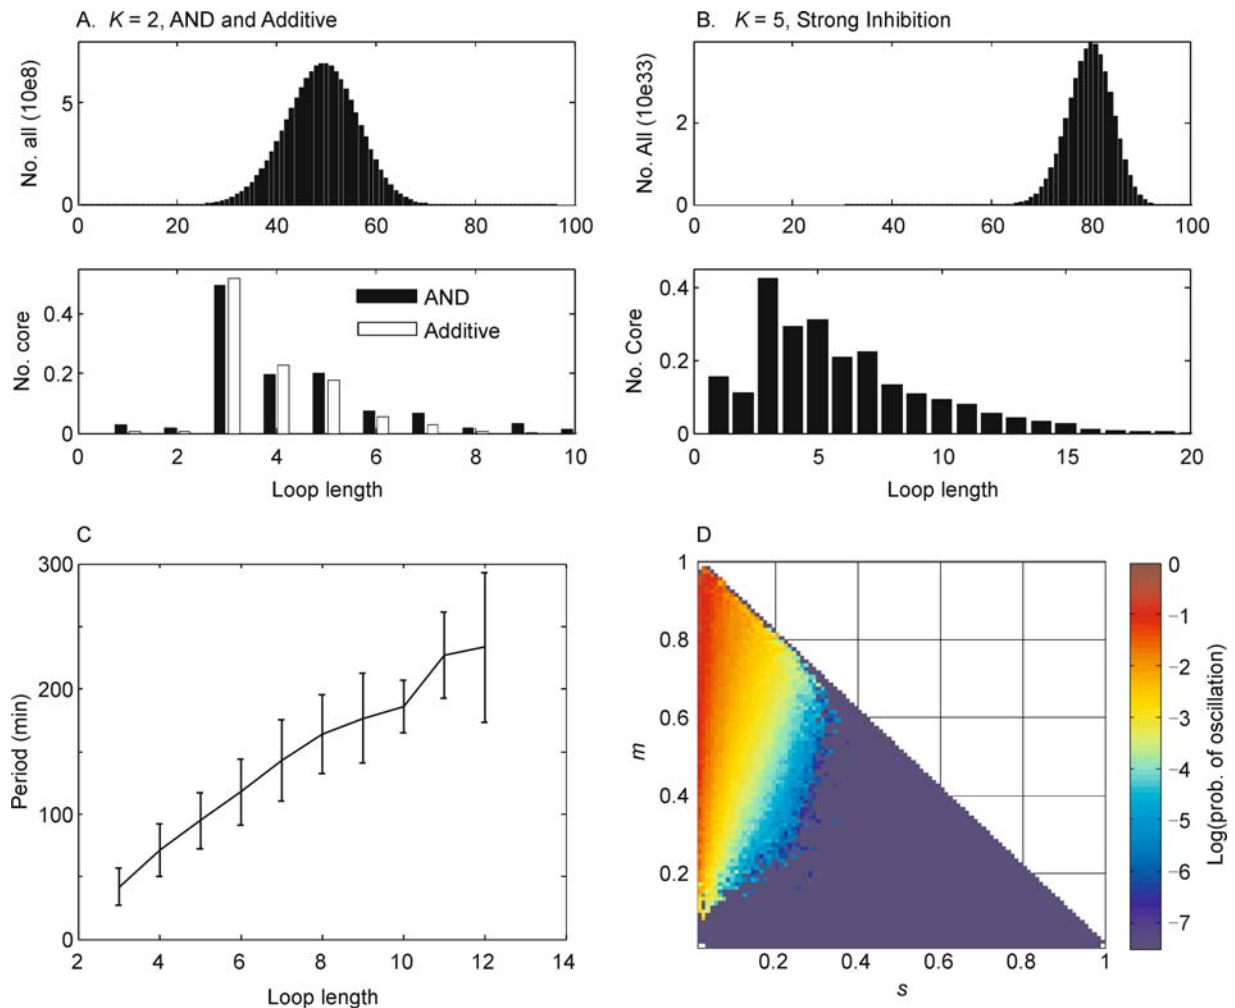 A. K = 2, AND and Additive
No. all (10e8)
5
0
0 20 40 60 80 100
No. core
0.4
0.2
0
AND
Additive
0 2 4 6 8 10
Loop length
B. K = 5, Strong Inhibition
No. All (10e33)
2
0
0 20 40 60 80 100
No. Core
0.4
0.2
0
0 5 10 15 20
Loop length
C
Period (min)
300
200
100
0
2 4 6 8 10 12 14
Loop length
D
m
1
0.8
0.6
0.4
0.2
0.2 0.4 0.6 0.8 1
s
0
−1
−2
−3
−4
−5
−6
−7
Log(prob. of oscillation)